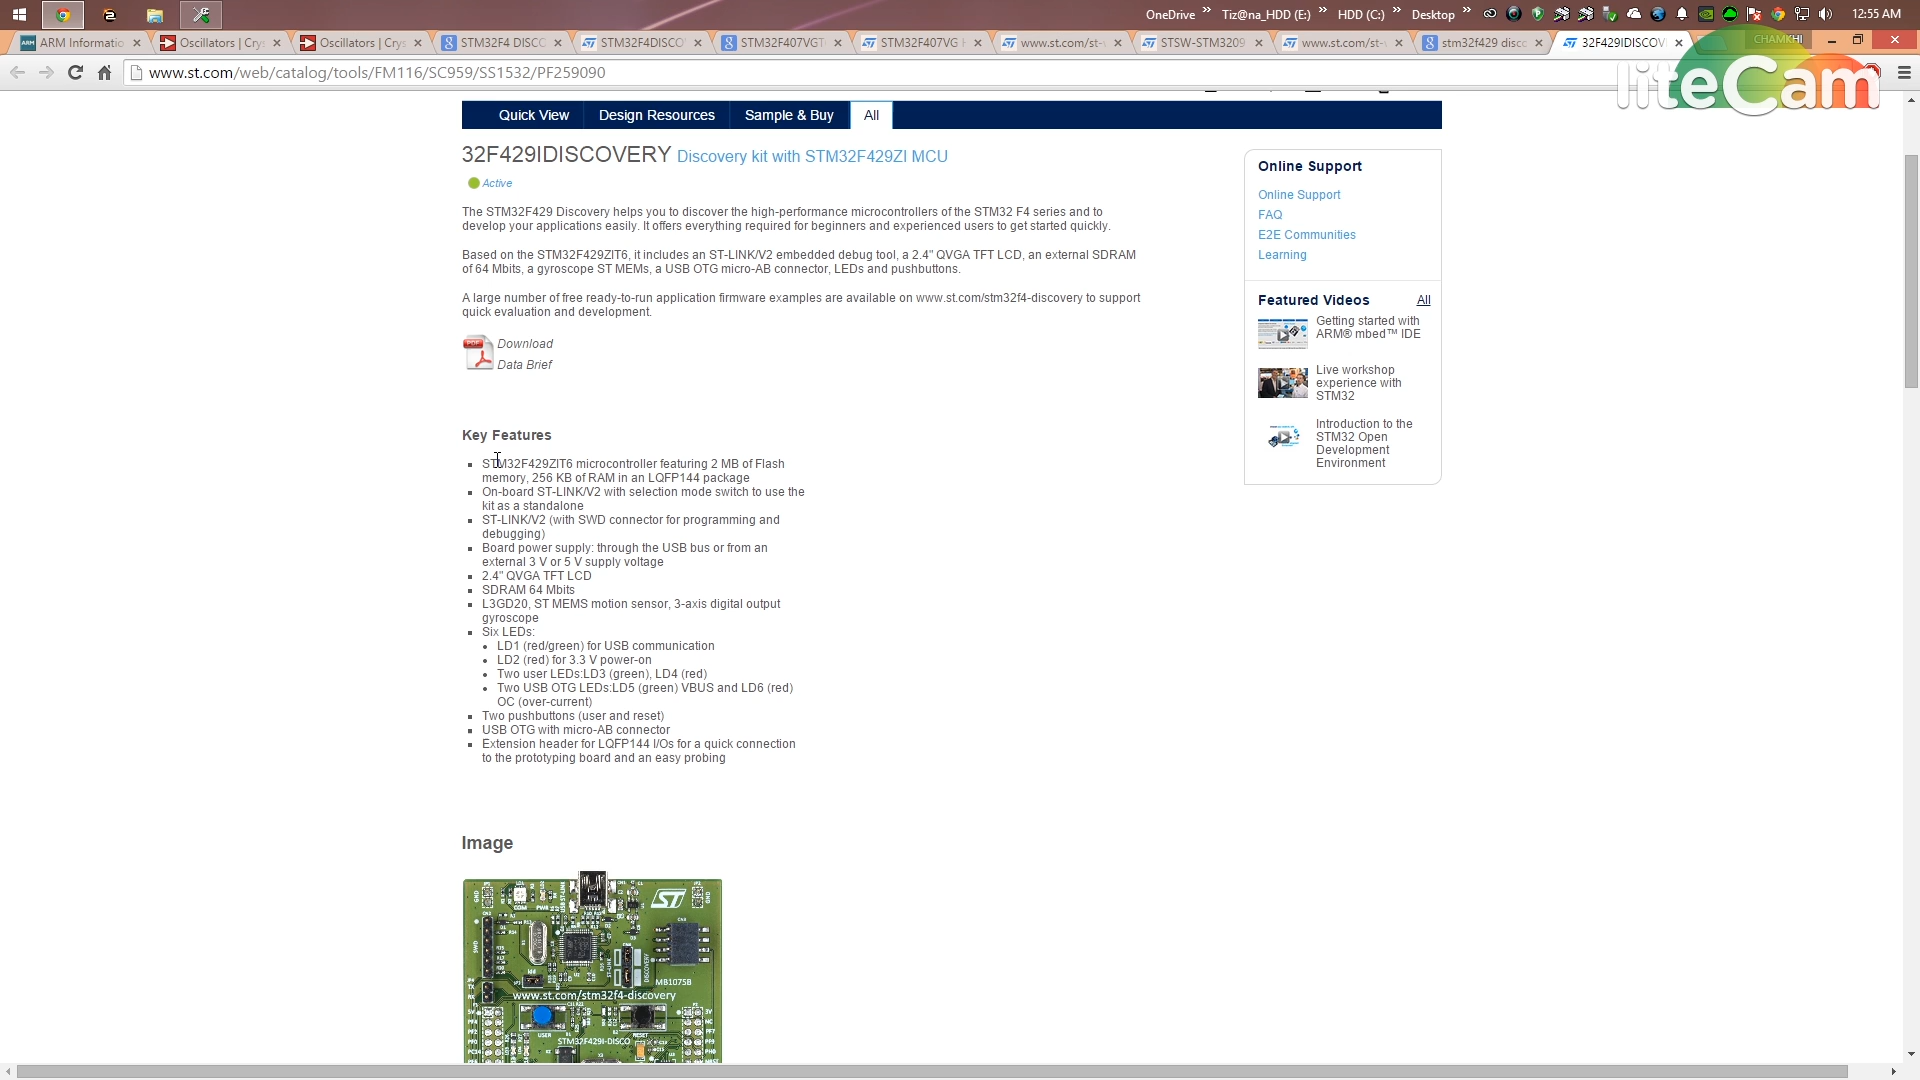 OneDrive » Tiz@na_HDD (E:) » HDD (C:) » Desktop » 12:55 AM
ARM Informatio × Oscillators | Crys × Oscillators | Crys × STM32F4 DISCO × STM32F4DISCO × STM32F407VGT × STM32F407VG × www.st.com/st- × STSW-STM3209 × www.st.com/st- × stm32f429 disc × 32F429IDISCOV × CHAMKHI
www.st.com/web/catalog/tools/FM116/SC959/SS1532/PF259090
liteCam
Quick View Design Resources Sample & Buy All
32F429IDISCOVERY Discovery kit with STM32F429ZI MCU
Active
The STM32F429 Discovery helps you to discover the high-performance microcontrollers of the STM32 F4 series and to
develop your applications easily. It offers everything required for beginners and experienced users to get started quickly.
Based on the STM32F429ZIT6, it includes an ST-LINK/V2 embedded debug tool, a 2.4" QVGA TFT LCD, an external SDRAM
of 64 Mbits, a gyroscope ST MEMs, a USB OTG micro-AB connector, LEDs and pushbuttons.
A large number of free ready-to-run application firmware examples are available on www.st.com/stm32f4-discovery to support
quick evaluation and development.
PDF
Download
Data Brief
Key Features
STM32F429ZIT6 microcontroller featuring 2 MB of Flash
memory, 256 KB of RAM in an LQFP144 package
On-board ST-LINK/V2 with selection mode switch to use the
kit as a standalone
ST-LINK/V2 (with SWD connector for programming and
debugging)
Board power supply: through the USB bus or from an
external 3 V or 5 V supply voltage
2.4" QVGA TFT LCD
SDRAM 64 Mbits
L3GD20, ST MEMS motion sensor, 3-axis digital output
gyroscope
Six LEDs:
LD1 (red/green) for USB communication
LD2 (red) for 3.3 V power-on
Two user LEDs:LD3 (green), LD4 (red)
Two USB OTG LEDs:LD5 (green) VBUS and LD6 (red)
OC (over-current)
Two pushbuttons (user and reset)
USB OTG with micro-AB connector
Extension header for LQFP144 I/Os for a quick connection
to the prototyping board and an easy probing
Image
ST
SWD
ST-LINK
DISCOVERY
MB1075B
www.st.com/stm32f4-discovery
USER
RESET
STM32F429I-DISCO
Online Support
Online Support
FAQ
E2E Communities
Learning
Featured Videos All
Getting started with
ARM® mbed™ IDE
Live workshop
experience with
STM32
Introduction to the
STM32 Open
Development
Environment